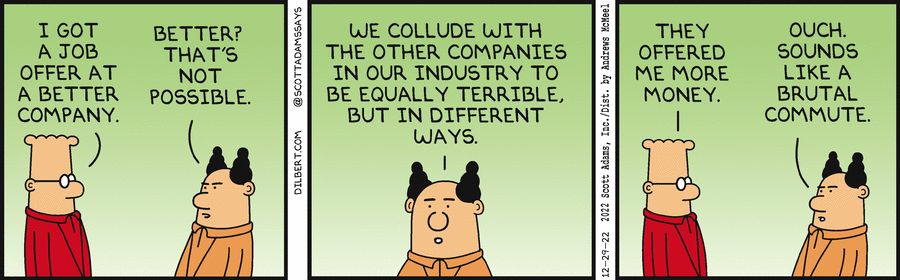 I GOT
A JOB
OFFER AT
A BETTER
COMPANY.
BETTER?
THAT'S
NOT
POSSIBLE.
DILBERT.COM @SCOTTADAMSSAYS
WE COLLUDE WITH
THE OTHER COMPANIES
IN OUR INDUSTRY TO
BE EQUALLY TERRIBLE,
BUT IN DIFFERENT
WAYS.
12-29-22 2022 Scott Adams, Inc./Dist. by Andrews McMeel
THEY
OFFERED
ME MORE
MONEY.
OUCH.
SOUNDS
LIKE A
BRUTAL
COMMUTE.